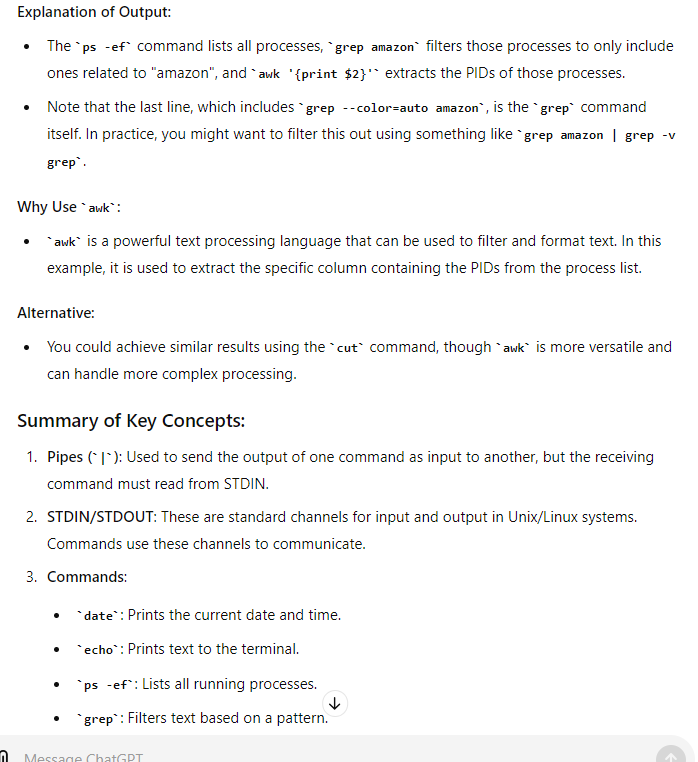 Explanation of Output:
• The `ps -ef` command lists all processes, `grep amazon` filters those processes to only include
ones related to "amazon", and `awk '{print $2}'` extracts the PIDs of those processes.
• Note that the last line, which includes `grep --color=auto amazon`, is the `grep` command
itself. In practice, you might want to filter this out using something like `grep amazon | grep -v
grep`.
Why Use `awk`:
• `awk` is a powerful text processing language that can be used to filter and format text. In this
example, it is used to extract the specific column containing the PIDs from the process list.
Alternative:
• You could achieve similar results using the `cut` command, though `awk` is more versatile and
can handle more complex processing.
Summary of Key Concepts:
1. Pipes (`|`): Used to send the output of one command as input to another, but the receiving
command must read from STDIN.
2. STDIN/STDOUT: These are standard channels for input and output in Unix/Linux systems.
Commands use these channels to communicate.
3. Commands:
• `date`: Prints the current date and time.
• `echo`: Prints text to the terminal.
• `ps -ef`: Lists all running processes.
• `grep`: Filters text based on a pattern.
Message ChatGPT